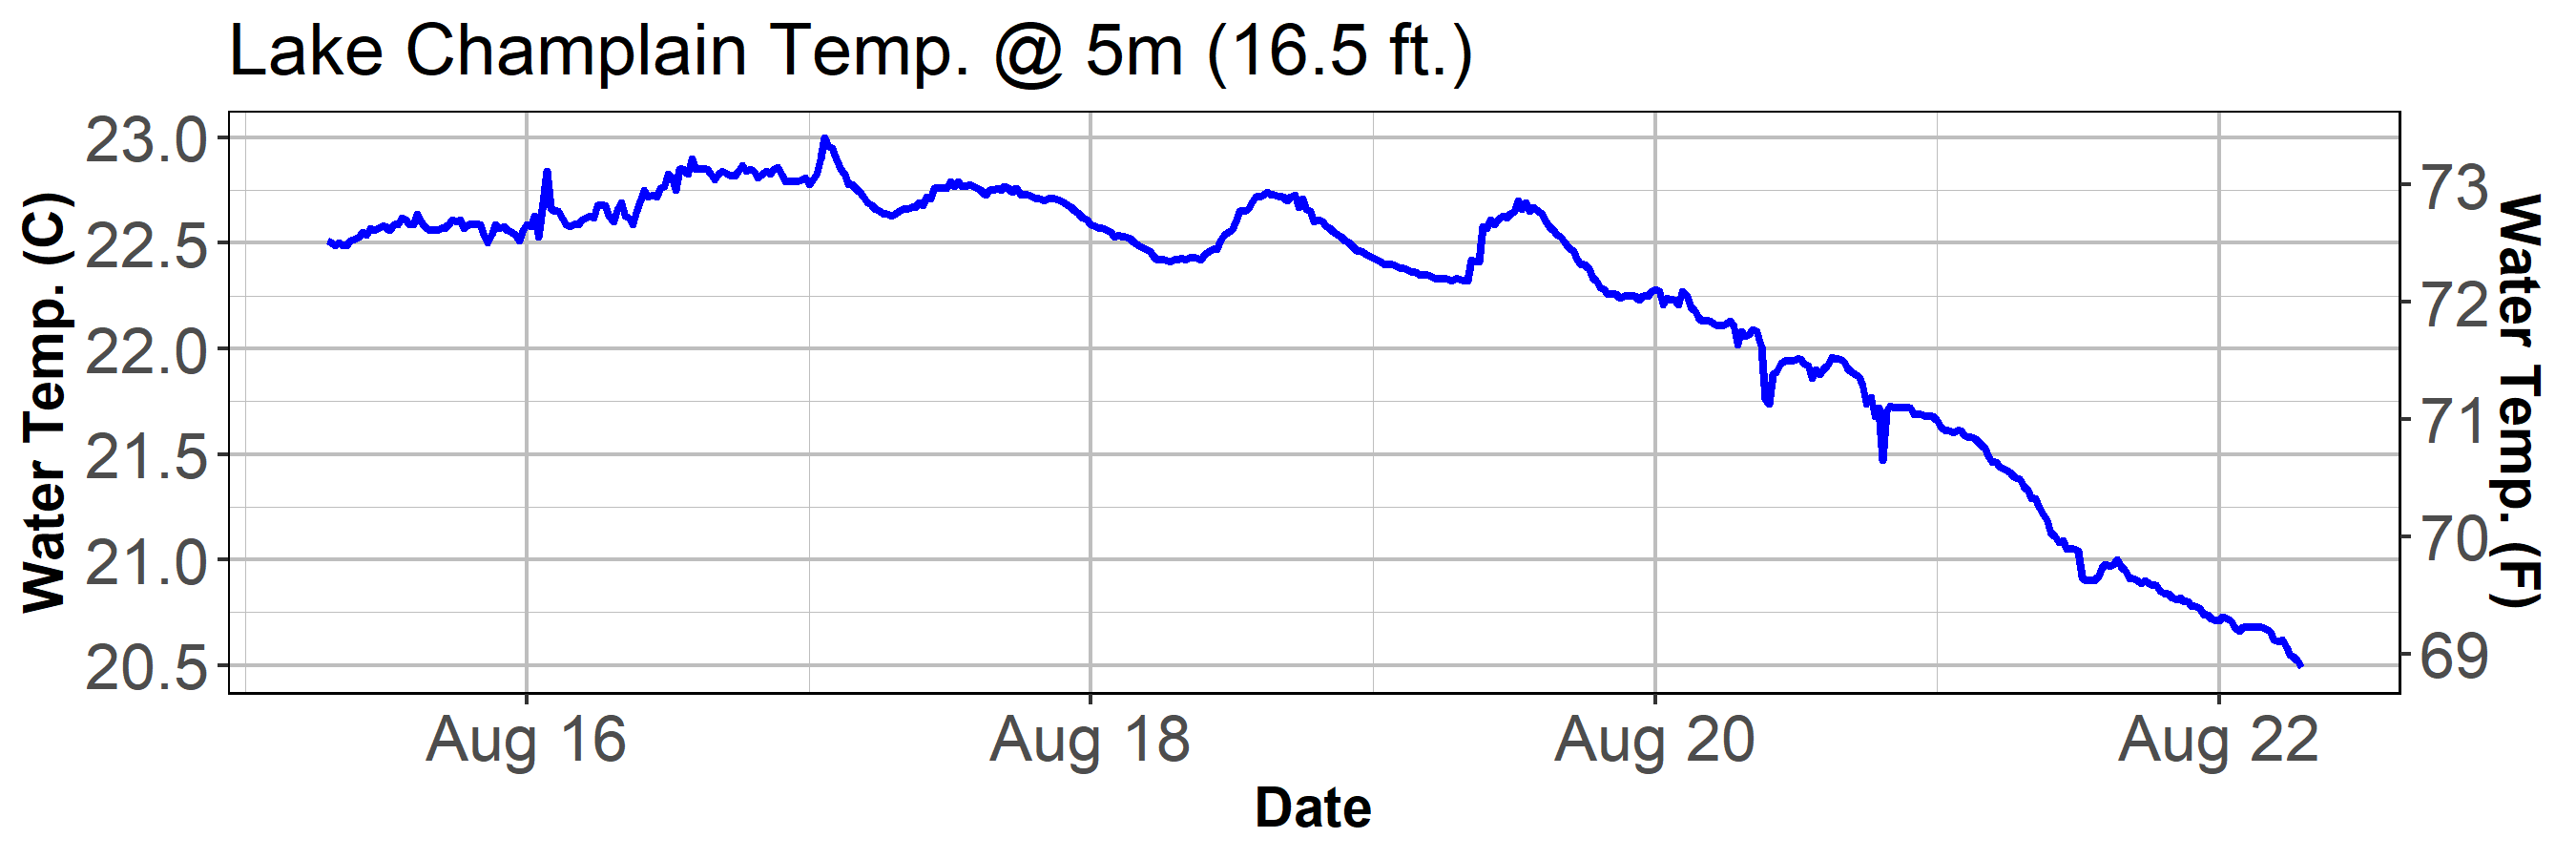 Lake Champlain Temp. @ 5m (16.5 ft.)
Water Temp. (C)
23.0
22.5
22.0
21.5
21.0
20.5
73
72
71
70
69
Water Temp. (F)
Aug 16
Aug 18
Aug 20
Aug 22
Date